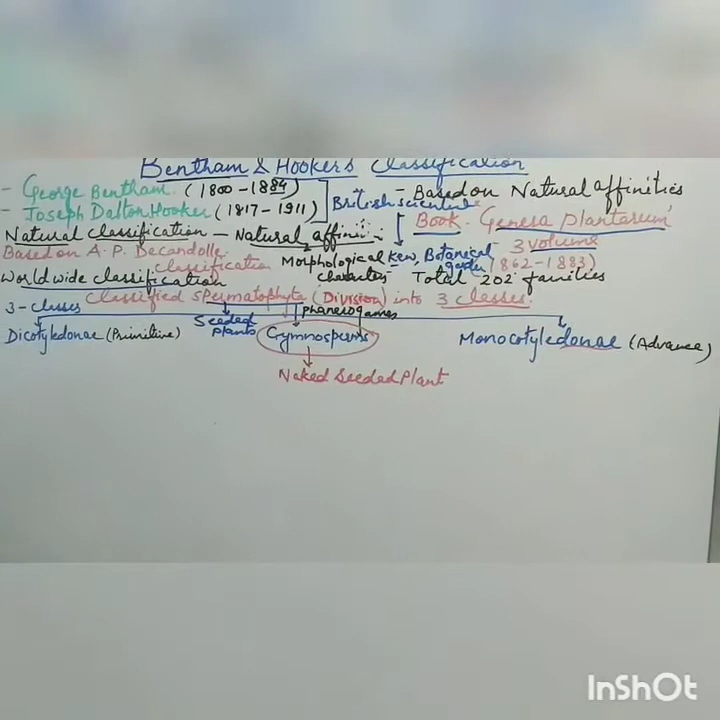 Bentham & Hooker's Classification
- George Bentham (1800-1884)
- Based on Natural affinities
- Joseph Dalton Hooker (1817-1911)
British scientist
Book - Genera Plantarum
Natural classification - Natural affini
3 Volume
Based on A.P. Decandolle classification
Morphological characters
Kew, Botanical garden (1862-1883)
World wide classification
Total 202 families
Classified Spermatophyta (Division) into 3 classes.
3-classes
Seeded plants
phanerogames
Dicotyledonae (Primitive)
Gymnosperms
Monocotyledonae (Advance)
Naked Seeded Plant
InShOt